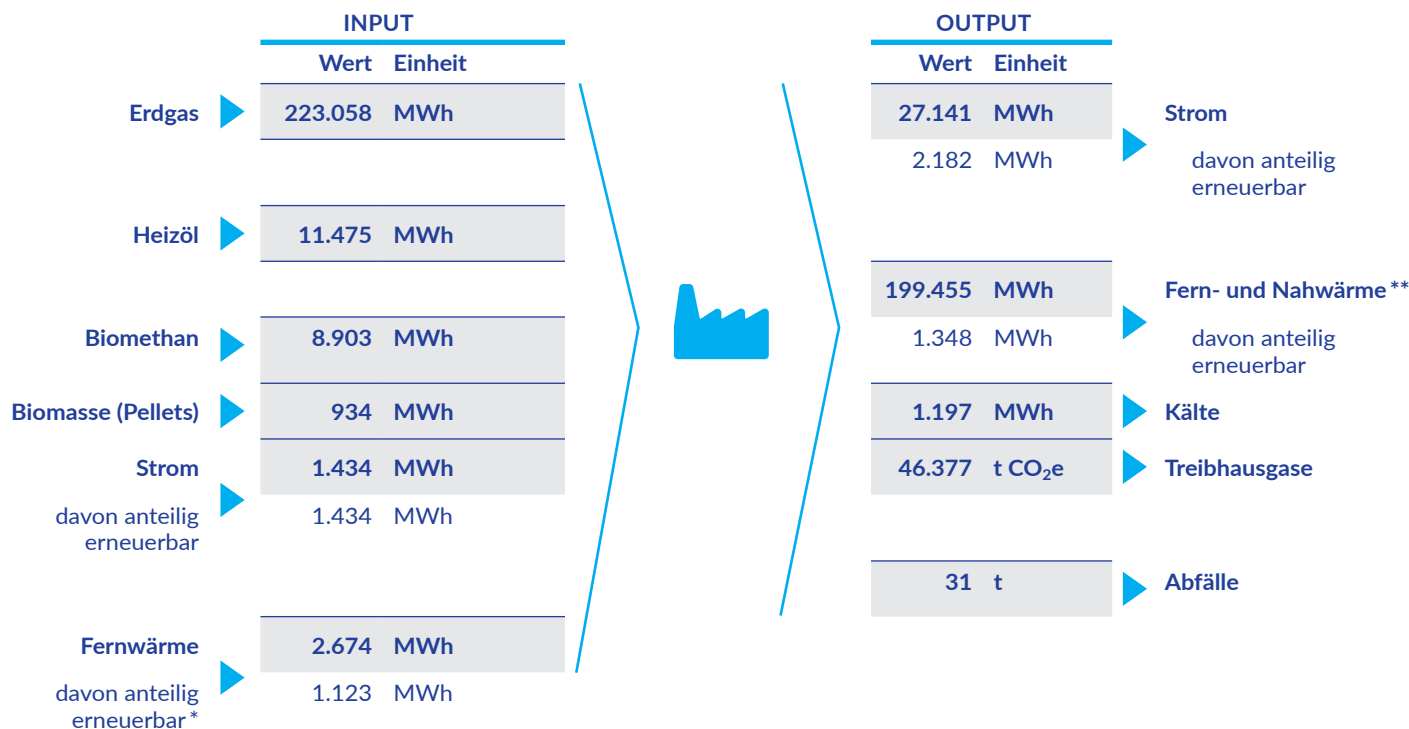 INPUT
Wert Einheit
Erdgas 223.058 MWh
Heizöl 11.475 MWh
Biomethan 8.903 MWh
Biomasse (Pellets) 934 MWh
Strom 1.434 MWh
davon anteilig 1.434 MWh
erneuerbar
Fernwärme 2.674 MWh
davon anteilig 1.123 MWh
erneuerbar *
OUTPUT
Wert Einheit
27.141 MWh Strom
2.182 MWh davon anteilig
erneuerbar
199.455 MWh Fern- und Nahwärme **
1.348 MWh davon anteilig
erneuerbar
1.197 MWh Kälte
46.377 t CO₂e Treibhausgase
31 t Abfälle